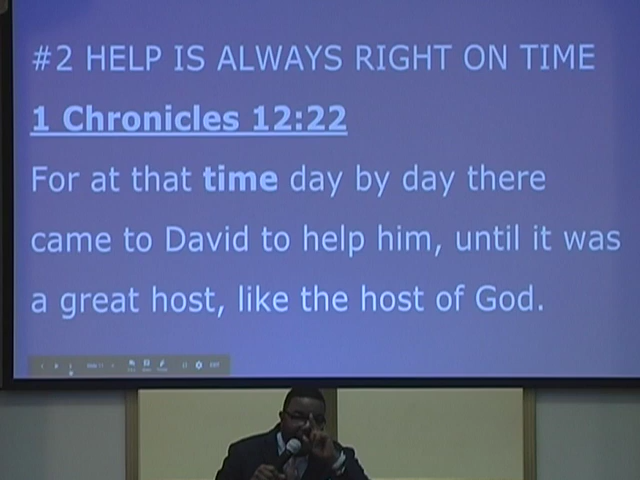 #2 HELP IS ALWAYS RIGHT ON TIME
1 Chronicles 12:22
For at that time day by day there
came to David to help him, until it was
a great host, like the host of God.